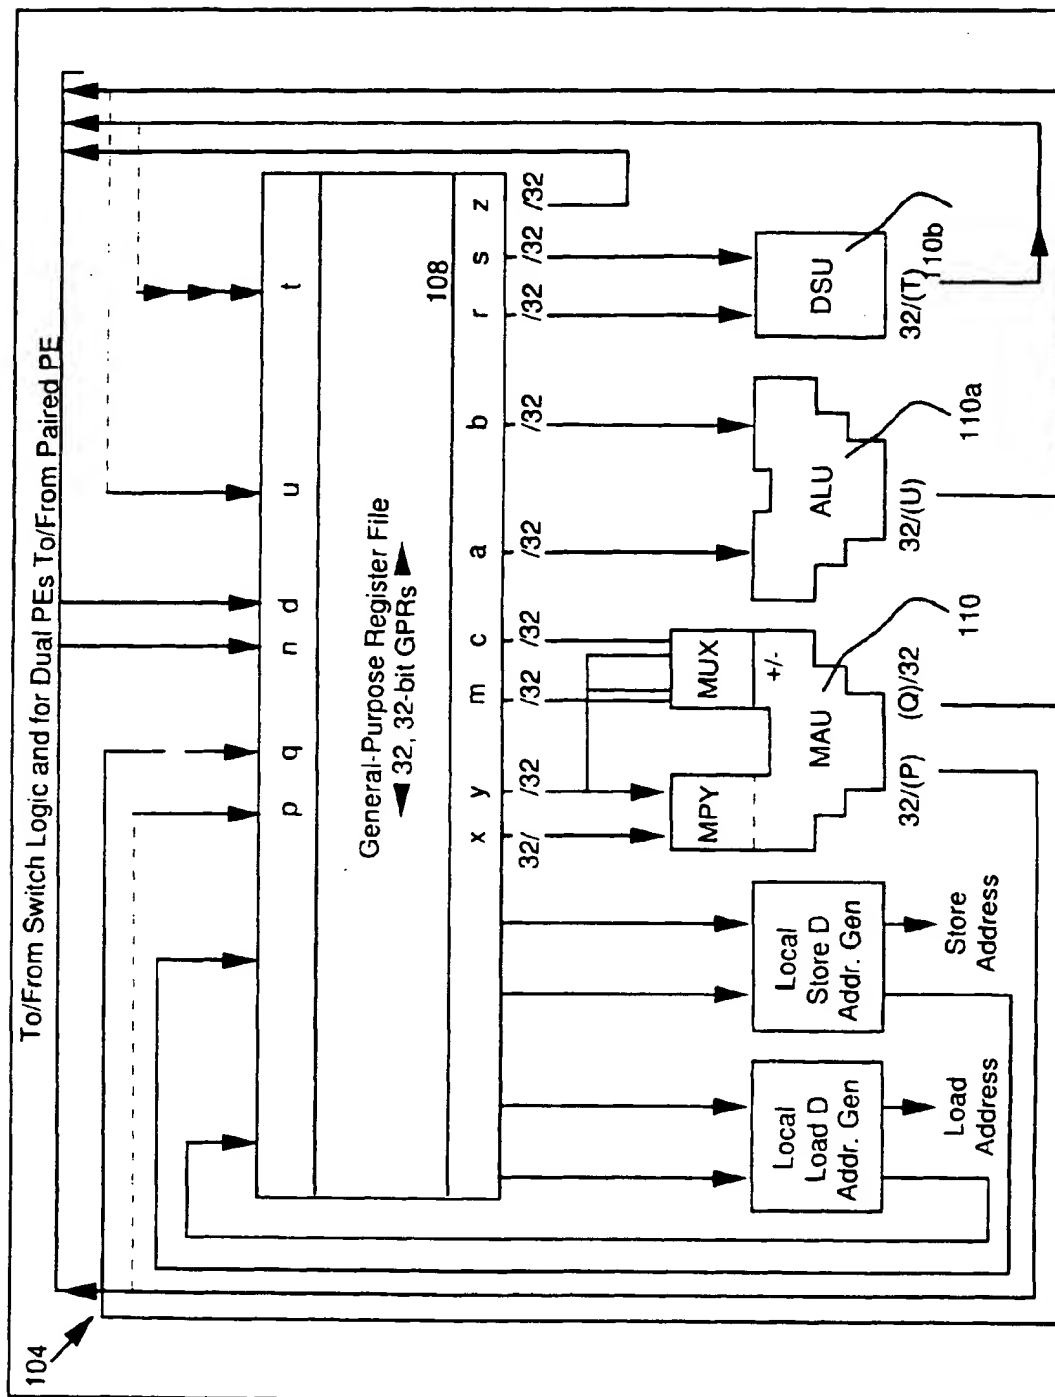 104
To/From Switch Logic and for Dual PEs To/From Paired PE
p q n d u t
General-Purpose Register File
32, 32-bit GPRs
108
x y m c a b r s z
32/ /32 /32 /32 /32 /32 /32 /32 /32
Local
Load D
Addr. Gen
Local
Store D
Addr. Gen
MPY
MUX
+/-
MAU
ALU
DSU
Load
Address
Store
Address
32/(P)
(Q)/32
110
32/(U)
110a
32/(T)
110b